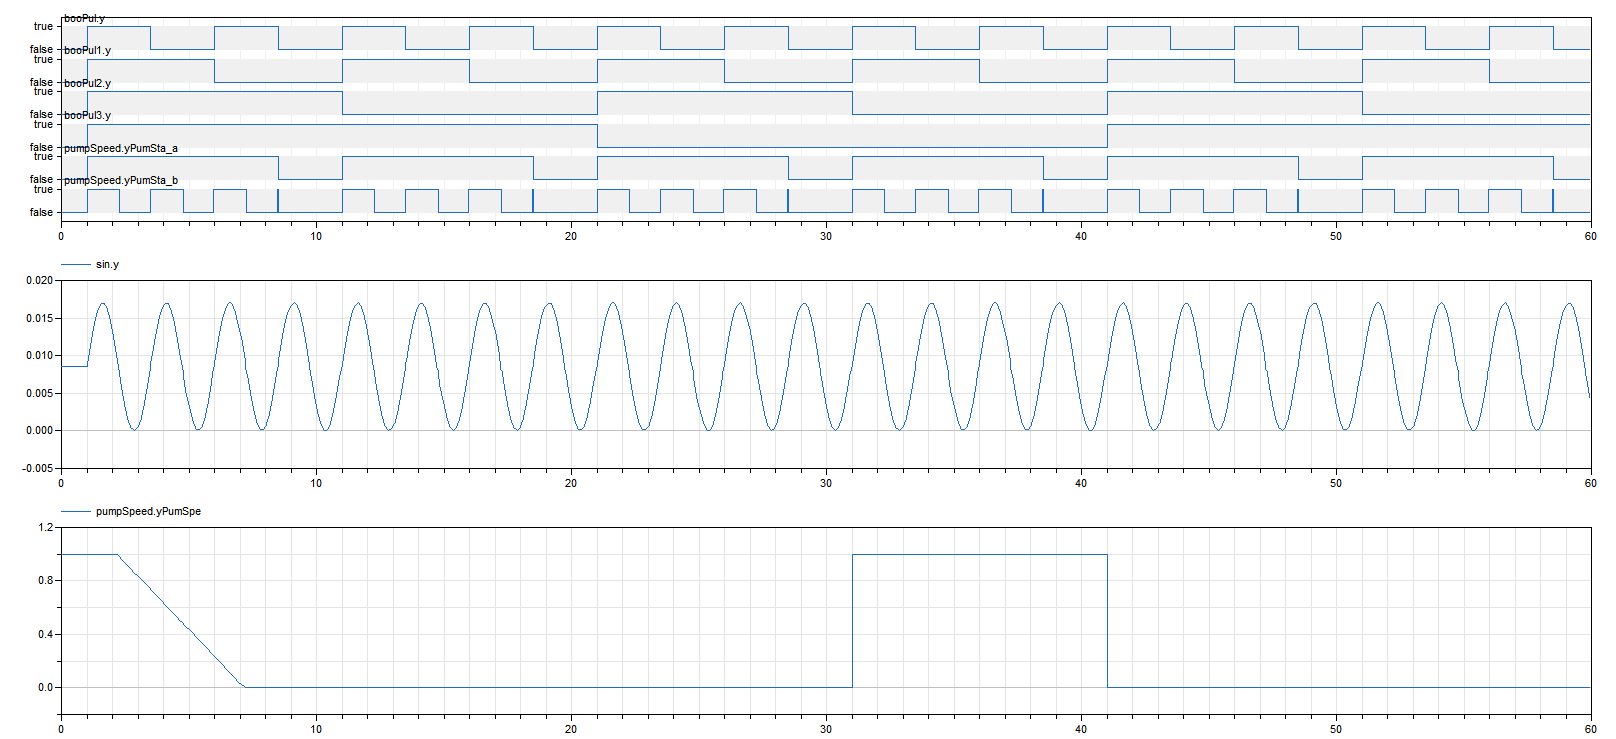 booPul.y
true
false
booPul1.y
true
false
booPul2.y
true
false
booPul3.y
true
false
pumpSpeed.yPumSta_a
true
false
pumpSpeed.yPumSta_b
true
false
0 10 20 30 40 50 60
sin.y
0.020
0.015
0.010
0.005
0.000
-0.005
0 10 20 30 40 50 60
pumpSpeed.yPumSpe
1.2
0.8
0.4
0.0
0 10 20 30 40 50 60